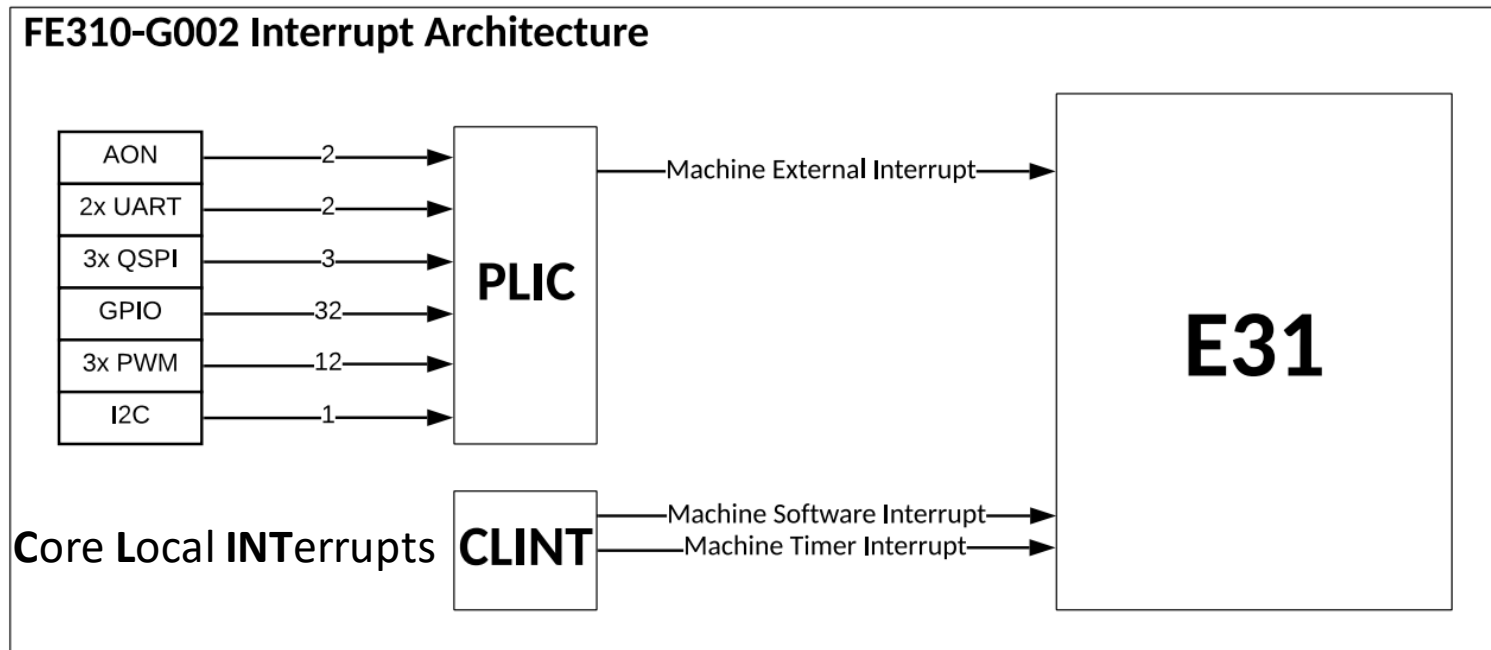 FE310-G002 Interrupt Architecture
AON
2
2x UART
2
3x QSPI
3
GPIO
32
3x PWM
12
I2C
1
PLIC
Machine External Interrupt
E31
Core Local INTerrupts
CLINT
Machine Software Interrupt
Machine Timer Interrupt